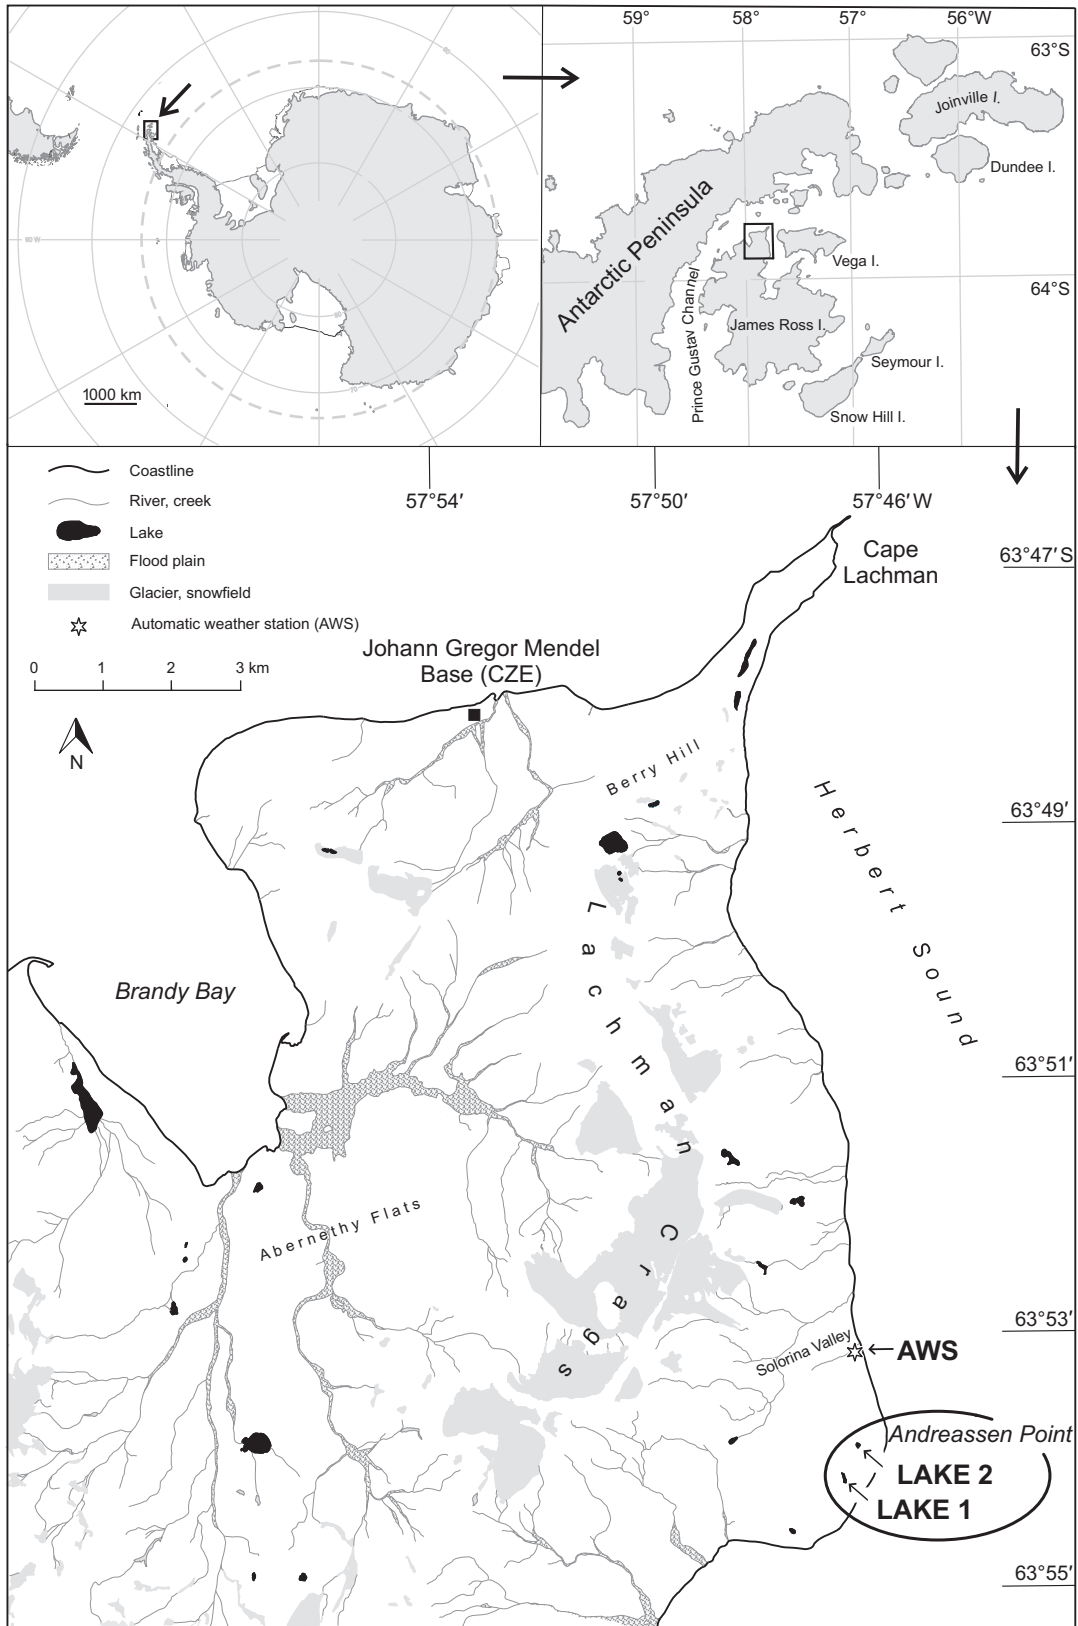 59° 58° 57° 56°W
63°S
Joinville I.
Dundee I.
Antarctic Peninsula
Vega I.
64°S
Prince Gustav Channel
James Ross I.
Seymour I.
Snow Hill I.
60 W
80
70
1000 km
Coastline
River, creek
Lake
Flood plain
Glacier, snowfield
Automatic weather station (AWS)
0 1 2 3 km
N
57°54′ 57°50′ 57°46′W
Cape
Lachman
63°47′S
Johann Gregor Mendel
Base (CZE)
Berry Hill
63°49′
Herbert Sound
Lachman Crags
Brandy Bay
63°51′
Abernethy Flats
63°53′
Solorina Valley
AWS
Andreassen Point
LAKE 2
LAKE 1
63°55′